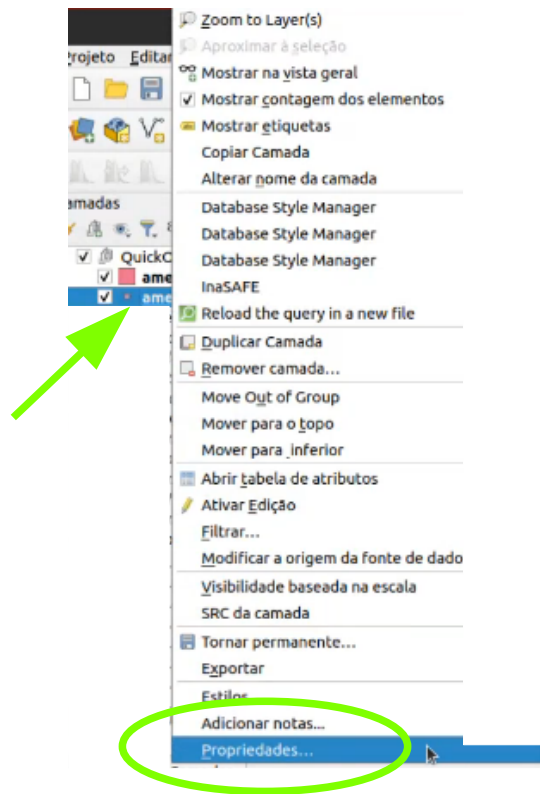 Zoom to Layer(s)
Aproximar à seleção
Projeto Editar
Mostrar na vista geral
Mostrar contagem dos elementos
Mostrar etiquetas
Copiar Camada
Alterar nome da camada
amadas
Database Style Manager
Database Style Manager
QuickO
Database Style Manager
ame
InaSAFE
ame
Reload the query in a new file
Duplicar Camada
Remover camada...
Move Out of Group
Mover para o topo
Mover para _inferior
Abrir tabela de atributos
Ativar Edição
Filtrar...
Modificar a origem da fonte de dado
Visibilidade baseada na escala
SRC da camada
Tornar permanente...
Exportar
Estilos
Adicionar notas...
Propriedades...